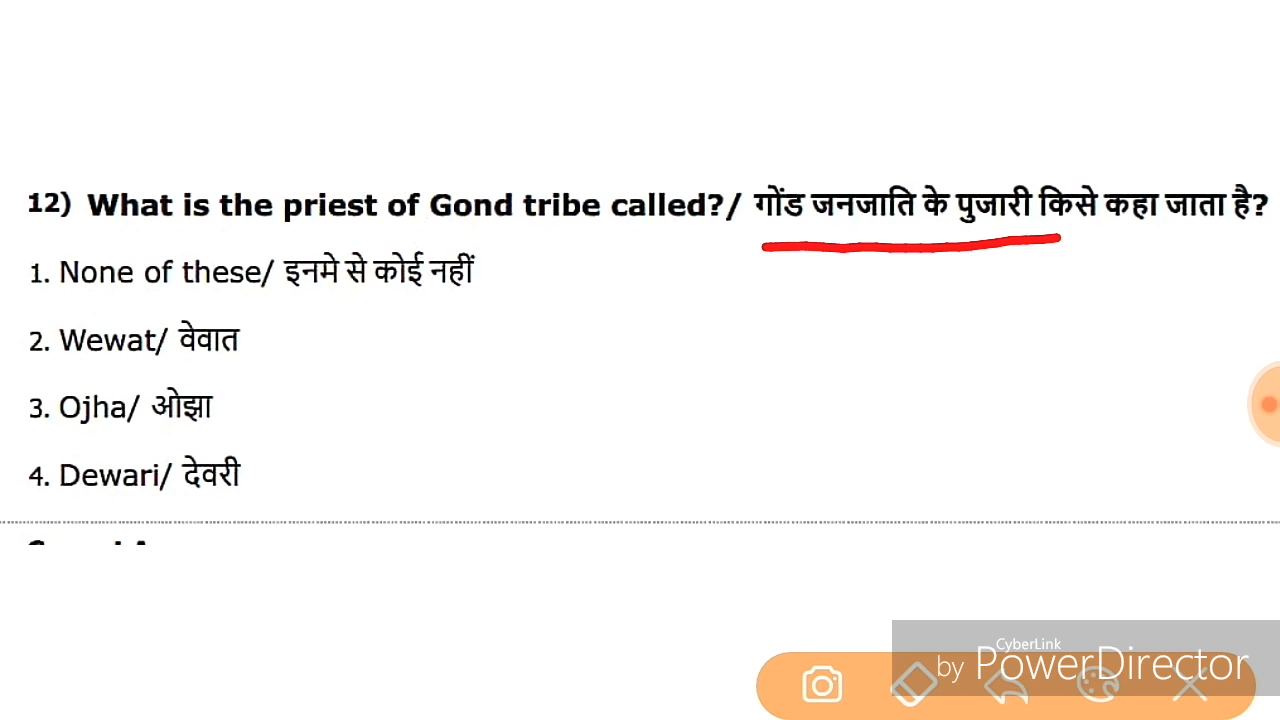 12) What is the priest of Gond tribe called?/ गोंड जनजाति के पुजारी किसे कहा जाता है?
1. None of these/ इनमे से कोई नहीं
2. Wewat/ वेवात
3. Ojha/ ओझा
4. Dewari/ देवरी
CyberLink
by PowerDirector